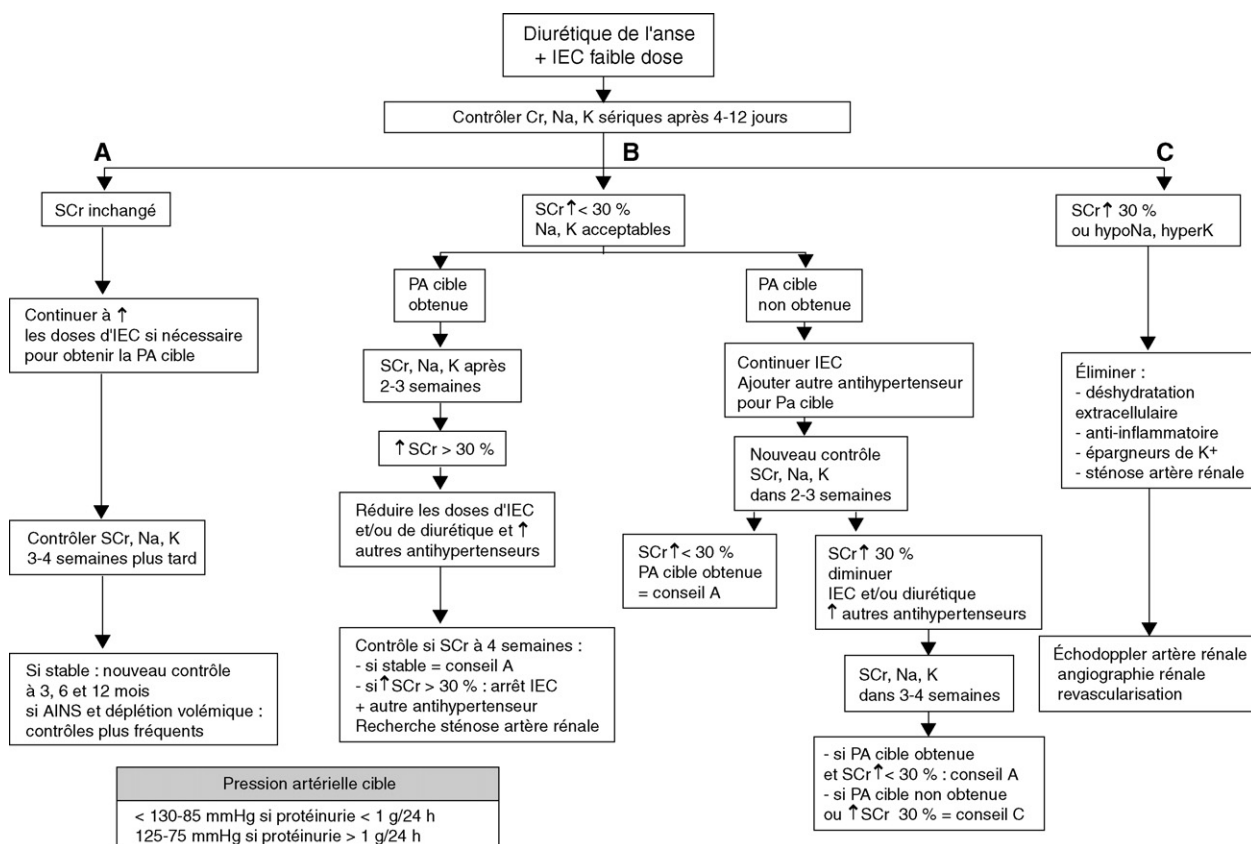 Diurétique de l'anse
+ IEC faible dose
Contrôler Cr, Na, K sériques après 4-12 jours
A
B
C
SCr inchangé
Continuer à ↑
les doses d'IEC si nécessaire
pour obtenir la PA cible
Contrôler SCr, Na, K
3-4 semaines plus tard
Si stable : nouveau contrôle
à 3, 6 et 12 mois
si AINS et déplétion volémique :
contrôles plus fréquents
SCr ↑ < 30 %
Na, K acceptables
PA cible
obtenue
SCr, Na, K après
2-3 semaines
↑ SCr > 30 %
Réduire les doses d'IEC
et/ou de diurétique et ↑
autres antihypertenseurs
Contrôle si SCr à 4 semaines :
- si stable = conseil A
- si ↑ SCr > 30 % : arrêt IEC
+ autre antihypertenseur
Recherche sténose artère rénale
PA cible
non obtenue
Continuer IEC
Ajouter autre antihypertenseur
pour Pa cible
Nouveau contrôle
SCr, Na, K
dans 2-3 semaines
SCr ↑ < 30 %
PA cible obtenue
= conseil A
SCr ↑ 30 %
diminuer
IEC et/ou diurétique
↑ autres antihypertenseurs
SCr, Na, K
dans 3-4 semaines
- si PA cible obtenue
et SCr ↑ < 30 % : conseil A
- si PA cible non obtenue
ou ↑ SCr 30 % = conseil C
SCr ↑ 30 %
ou hypoNa, hyperK
Éliminer :
- déshydratation
extracellulaire
- anti-inflammatoire
- épargneurs de K+
- sténose artère rénale
Échodoppler artère rénale
angiographie rénale
revascularisation
Pression artérielle cible
< 130-85 mmHg si protéinurie < 1 g/24 h
125-75 mmHg si protéinurie > 1 g/24 h